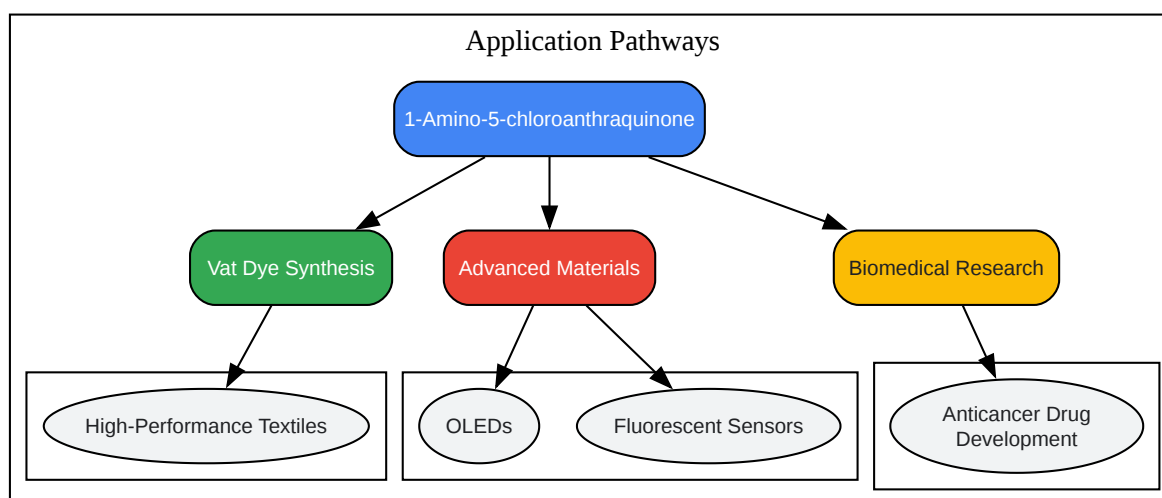 Application Pathways
1-Amino-5-chloroanthraquinone
Vat Dye Synthesis
Advanced Materials
Biomedical Research
High-Performance Textiles
OLEDs
Fluorescent Sensors
Anticancer Drug
Development